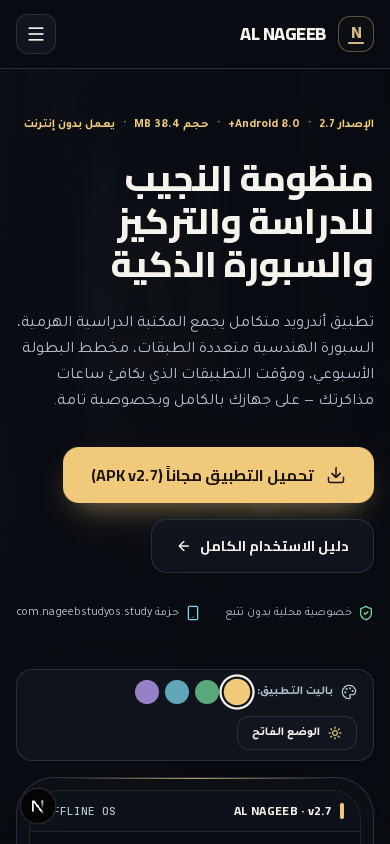 N AL NAGEEB
الإصدار 2.7 · Android 8.0+ · حجم 38.4 MB · يعمل بدون إنترنت
منظومة النجيب
للدراسة والتركيز
والسبورة الذكية
تطبيق أندرويد متكامل يجمع المكتبة الدراسية الهرمية،
السبورة الهندسية متعددة الطبقات، مخطط البطولة
الأسبوعي، ومؤقت التطبيقات الذي يكافئ ساعات
مذاكرتك — على جهازك بالكامل وبخصوصية تامة.
تحميل التطبيق مجاناً (APK v2.7)
دليل الاستخدام الكامل ←
خصوصية محلية بدون تتبع حزمة com.nageebstudyos.study
باليت التطبيق:
الوضع الفاتح
AL NAGEEB · v2.7 FFLINE OS
N